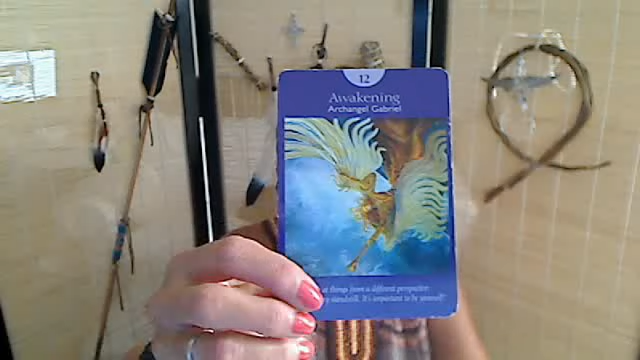 12
Awakening
Archangel Gabriel
at things from a different perspective.
standstill. It's important to be yourself!